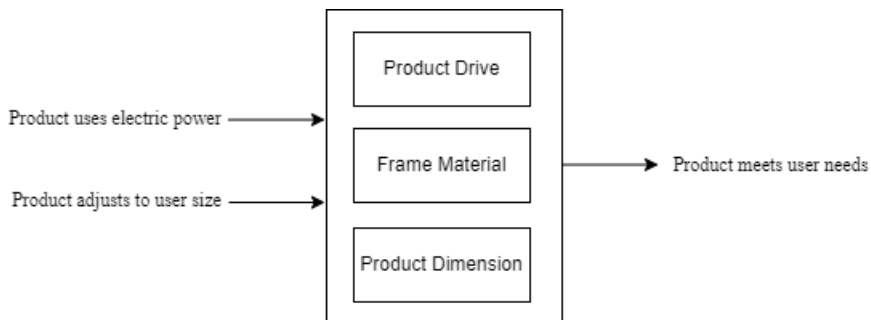 Product Drive
Product uses electric power
Frame Material
Product meets user needs
Product adjusts to user size
Product Dimension